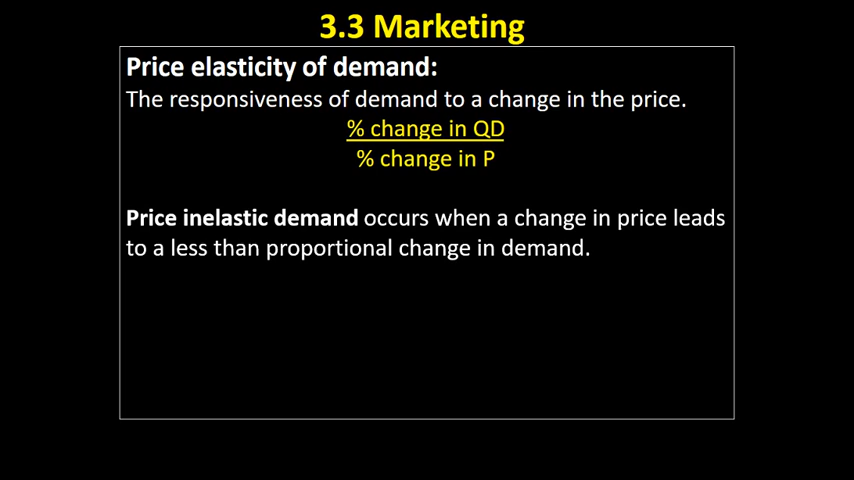 3.3 Marketing
Price elasticity of demand:
The responsiveness of demand to a change in the price.
% change in QD
% change in P
Price inelastic demand occurs when a change in price leads
to a less than proportional change in demand.